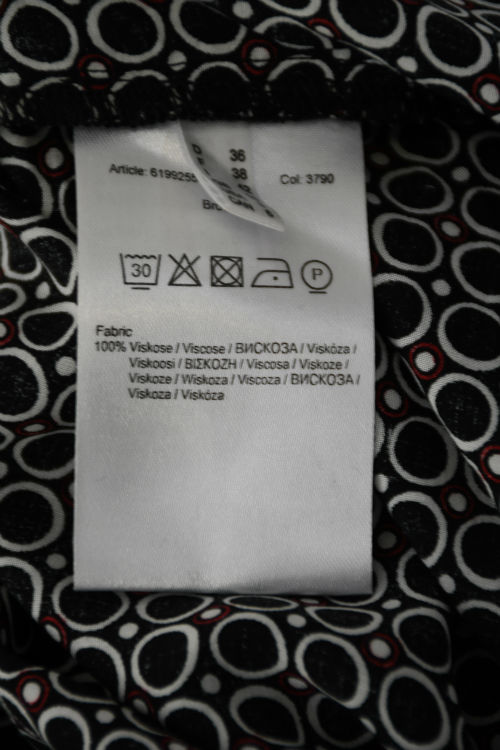 36
Article: 6199255
38
Col: 3790
30
P
Fabric
100% Viskose / Viscose / ВИСКОЗА / Viskóza /
Viskoosi / ΒΙΣΚΟΖΗ / Viscosa / Viskoze /
Viskoze / Wiskoza / Viscoza / ВИСКОЗА /
Viskoza / Viskóza